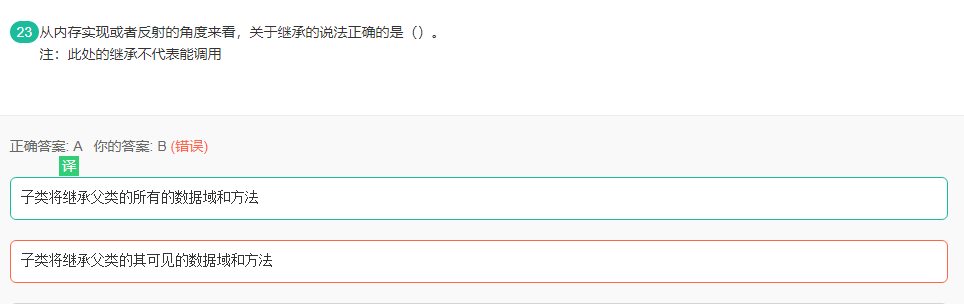 23 从内存实现或者反射的角度来看，关于继承的说法正确的是（）。
注：此处的继承不代表能调用
正确答案: A 你的答案: B (错误)
译
子类将继承父类的所有的数据域和方法
子类将继承父类的其可见的数据域和方法